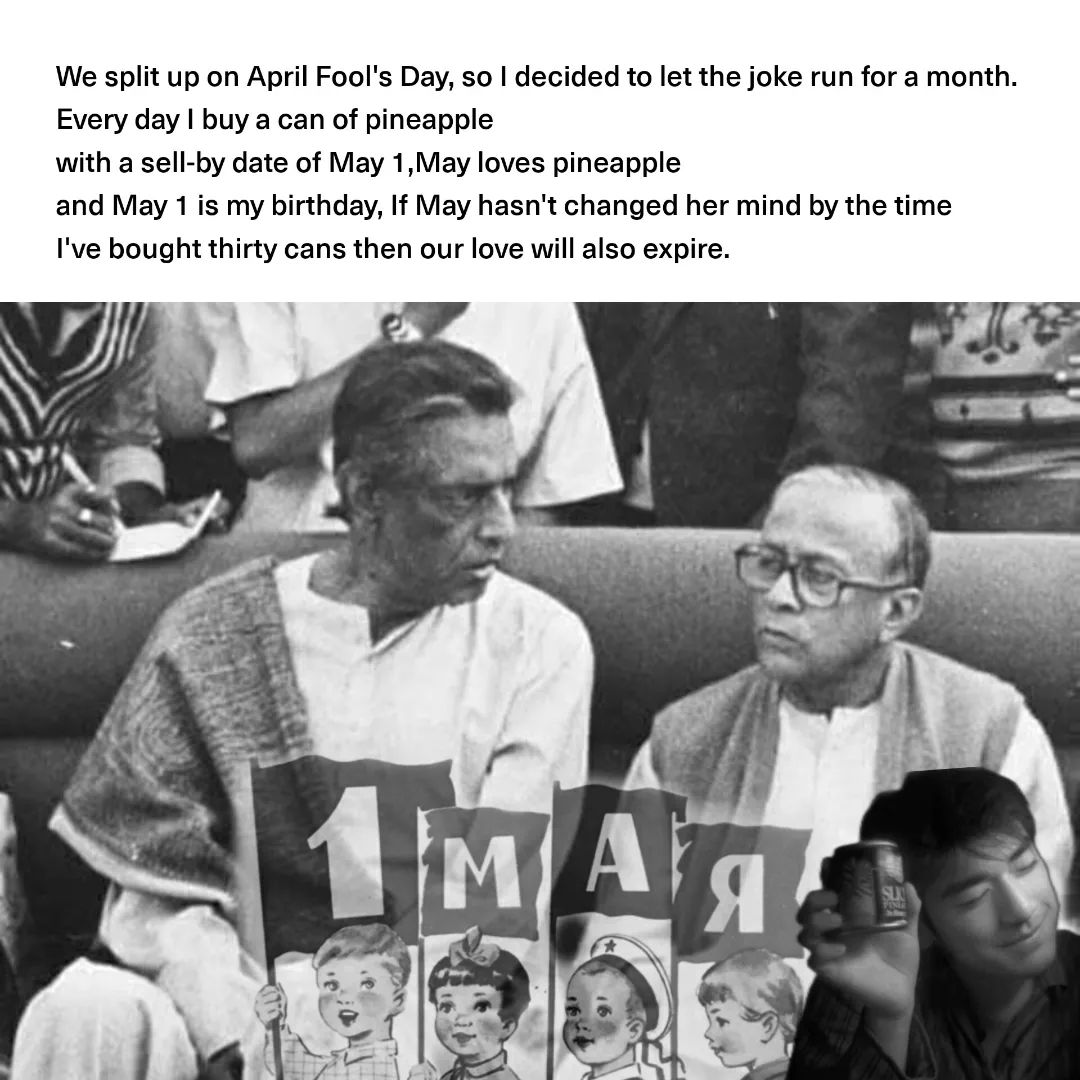 We split up on April Fool's Day, so I decided to let the joke run for a month.
Every day I buy a can of pineapple
with a sell-by date of May 1,May loves pineapple
and May 1 is my birthday, If May hasn't changed her mind by the time
I've bought thirty cans then our love will also expire.
1 МАЯ